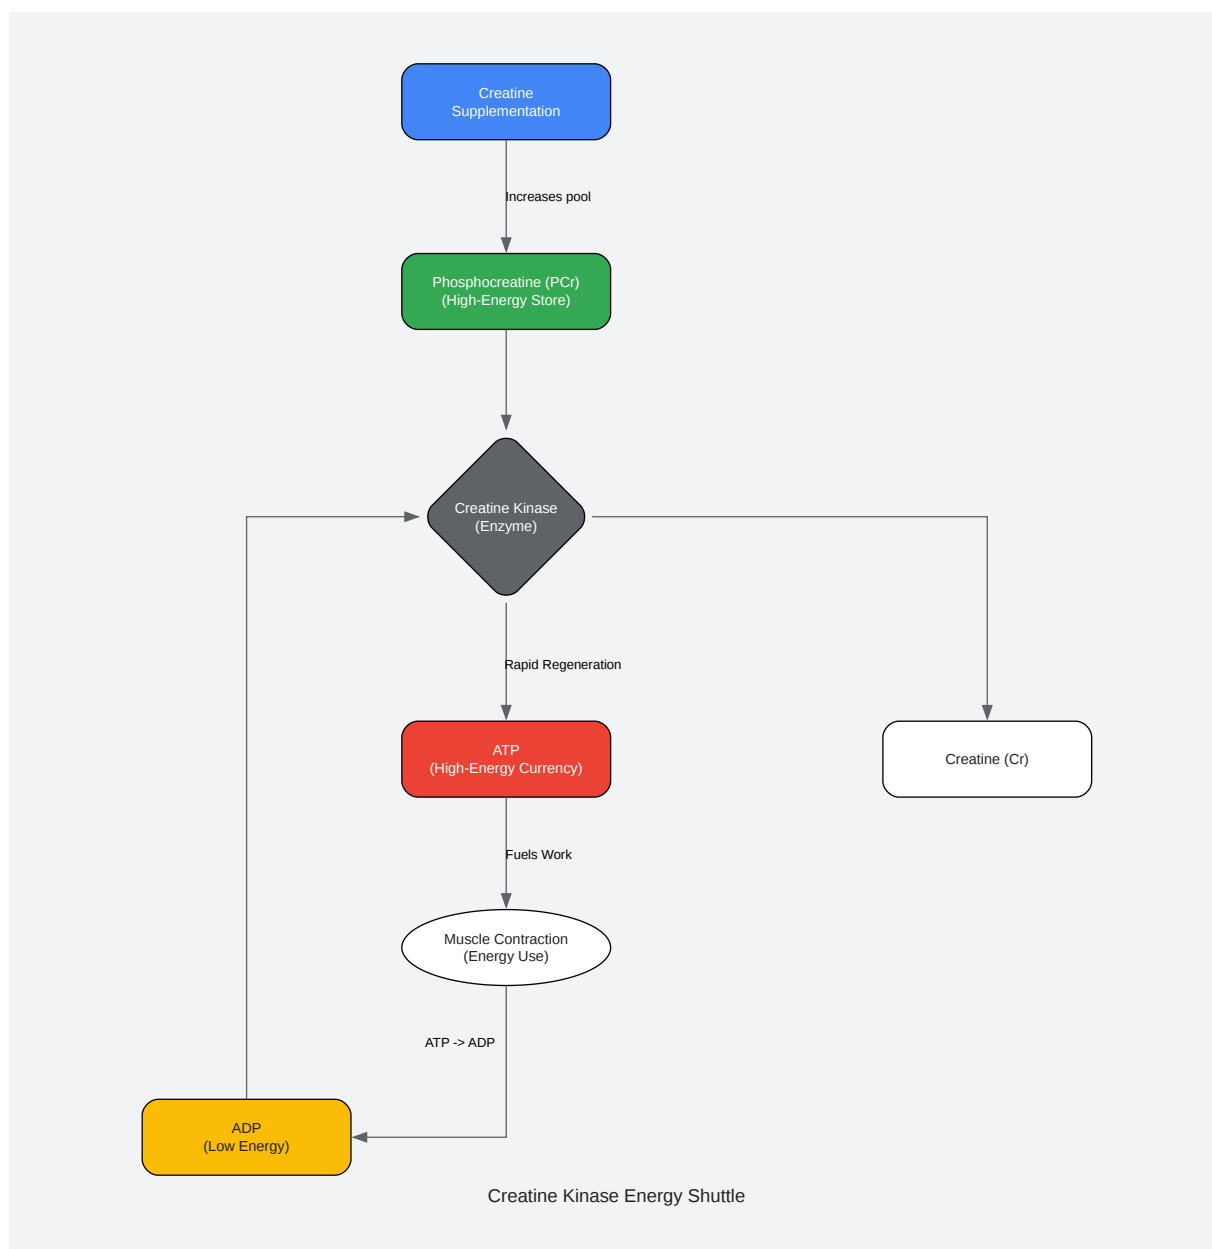 Creatine
Supplementation
Increases pool
Phosphocreatine (PCr)
(High-Energy Store)
Creatine Kinase
(Enzyme)
Rapid Regeneration
ATP
(High-Energy Currency)
Creatine (Cr)
Fuels Work
Muscle Contraction
(Energy Use)
ATP -> ADP
ADP
(Low Energy)
Creatine Kinase Energy Shuttle